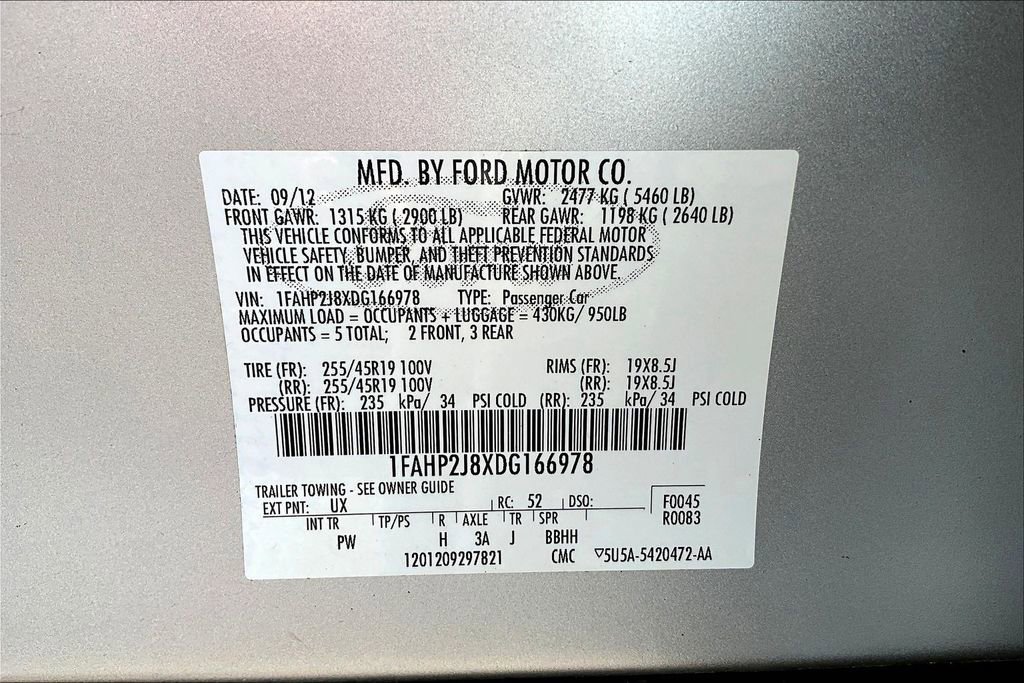 MFD. BY FORD MOTOR CO.
DATE: 09/12 GVWR: 2477 KG ( 5460 LB)
FRONT GAWR: 1315 KG ( 2900 LB) REAR GAWR: 1198 KG ( 2640 LB)
THIS VEHICLE CONFORMS TO ALL APPLICABLE FEDERAL MOTOR
VEHICLE SAFETY, BUMPER, AND THEFT PREVENTION STANDARDS
IN EFFECT ON THE DATE OF MANUFACTURE SHOWN ABOVE.
VIN: 1FAHP2J8XDG166978 TYPE: Passenger Car
MAXIMUM LOAD = OCCUPANTS + LUGGAGE = 430KG/ 950LB
OCCUPANTS = 5 TOTAL; 2 FRONT, 3 REAR
TIRE (FR): 255/45R19 100V RIMS (FR): 19X8.5J
(RR): 255/45R19 100V (RR): 19X8.5J
PRESSURE (FR): 235 kPa/ 34 PSI COLD (RR): 235 kPa/ 34 PSI COLD
1FAHP2J8XDG166978
TRAILER TOWING - SEE OWNER GUIDE
EXT PNT: UX RC: 52 DSO: F0045
INT TR TP/PS R AXLE TR SPR R0083
PW H 3A J BBHH
1201209297821 CMC ▽5U5A-5420472-AA